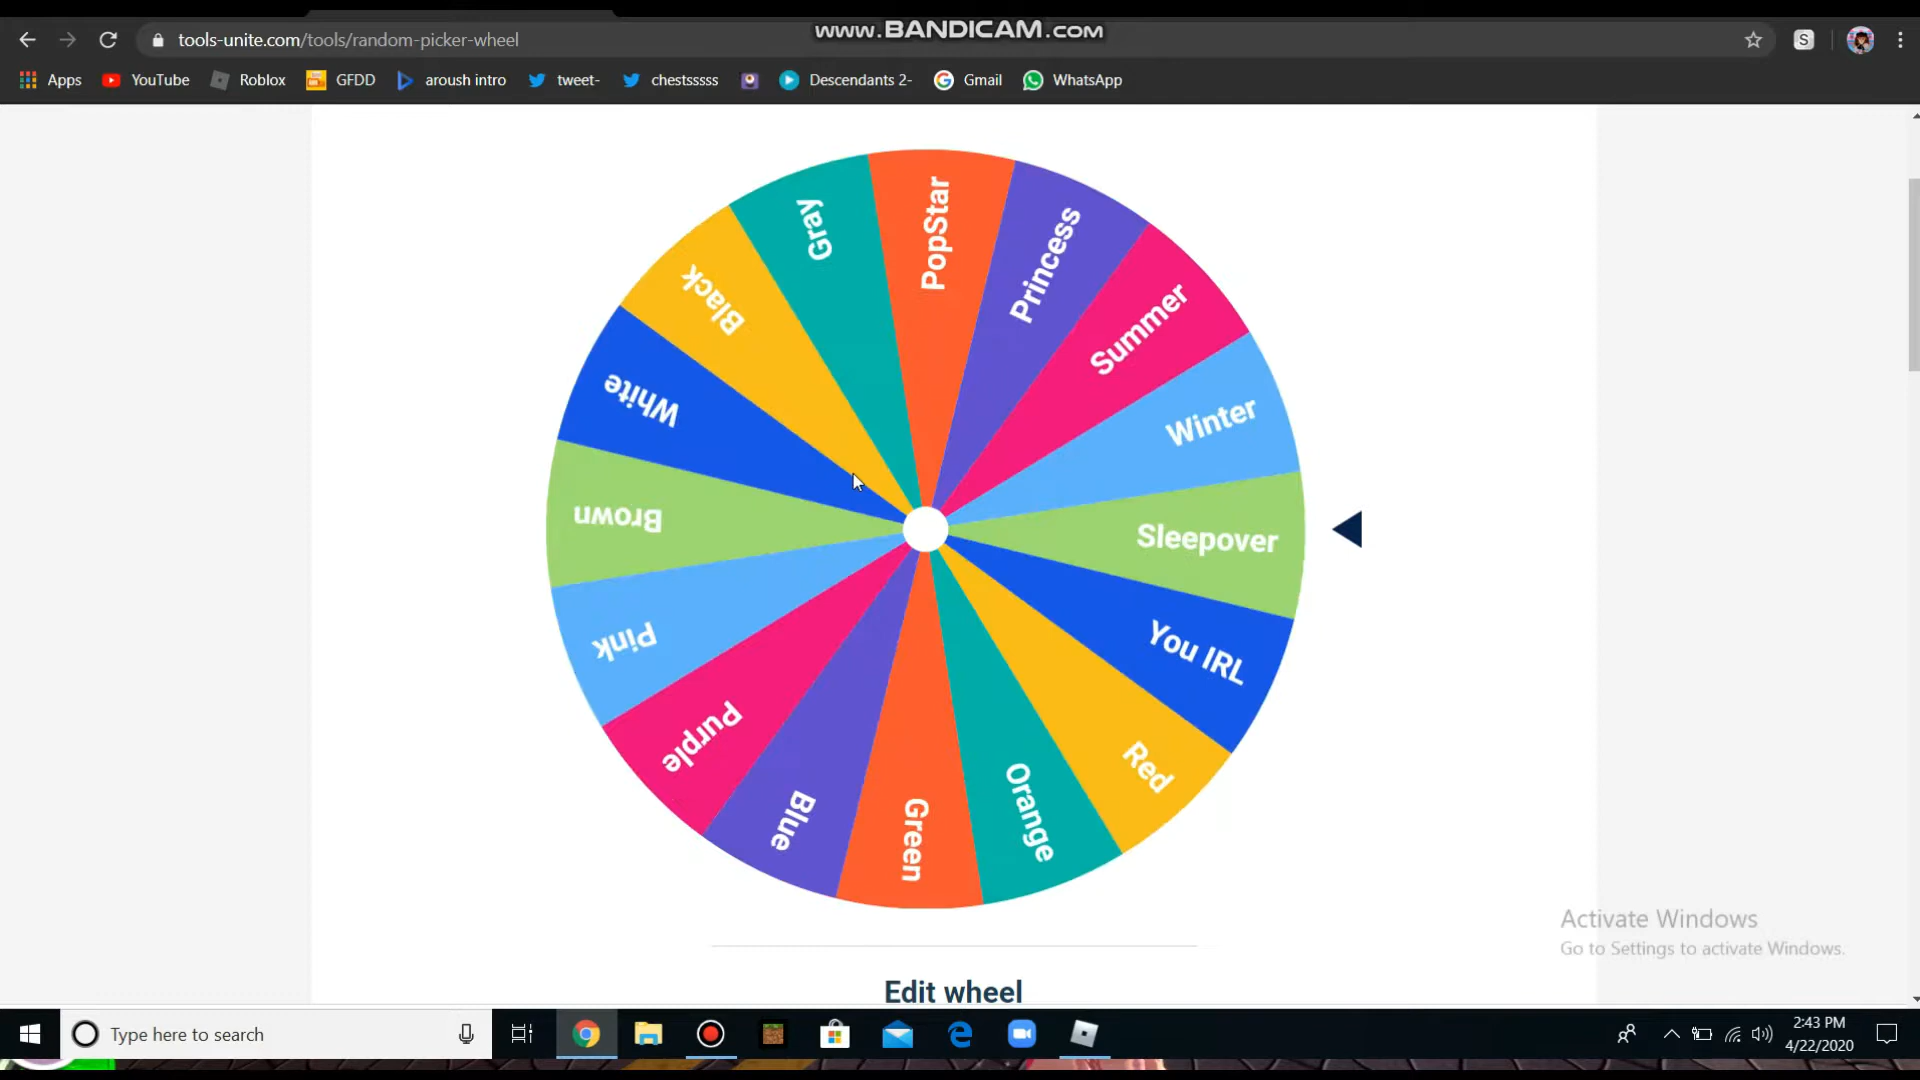 www.BANDICAM.com
tools-unite.com/tools/random-picker-wheel
S
Apps
YouTube
Roblox
GFDD
aroush intro
tweet-
chestsssss
Descendants 2-
Gmail
WhatsApp
PopStar
Princess
Summer
Winter
Sleepover
You IRL
Red
Orange
Green
Blue
Purple
Pink
Brown
White
Black
Gray
Activate Windows
Go to Settings to activate Windows.
Edit wheel
Type here to search
2:43 PM
4/22/2020